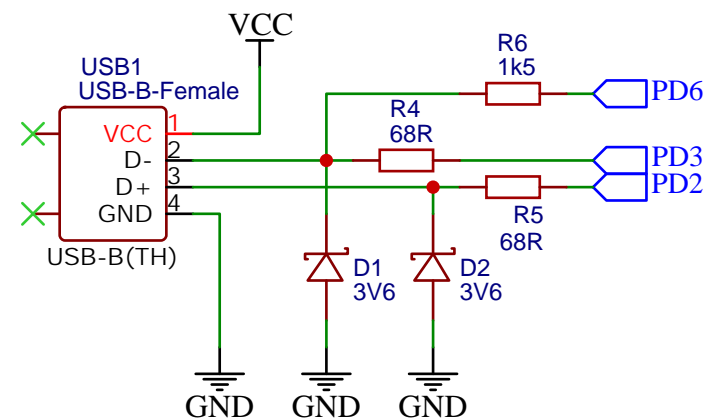 VCC
USB1
USB-B-Female
R6
1k5
PD6
R4
68R
VCC 1
D- 2
PD3
D+ 3
PD2
GND 4
R5
68R
USB-B(TH)
D1
3V6
D2
3V6
GND GND GND